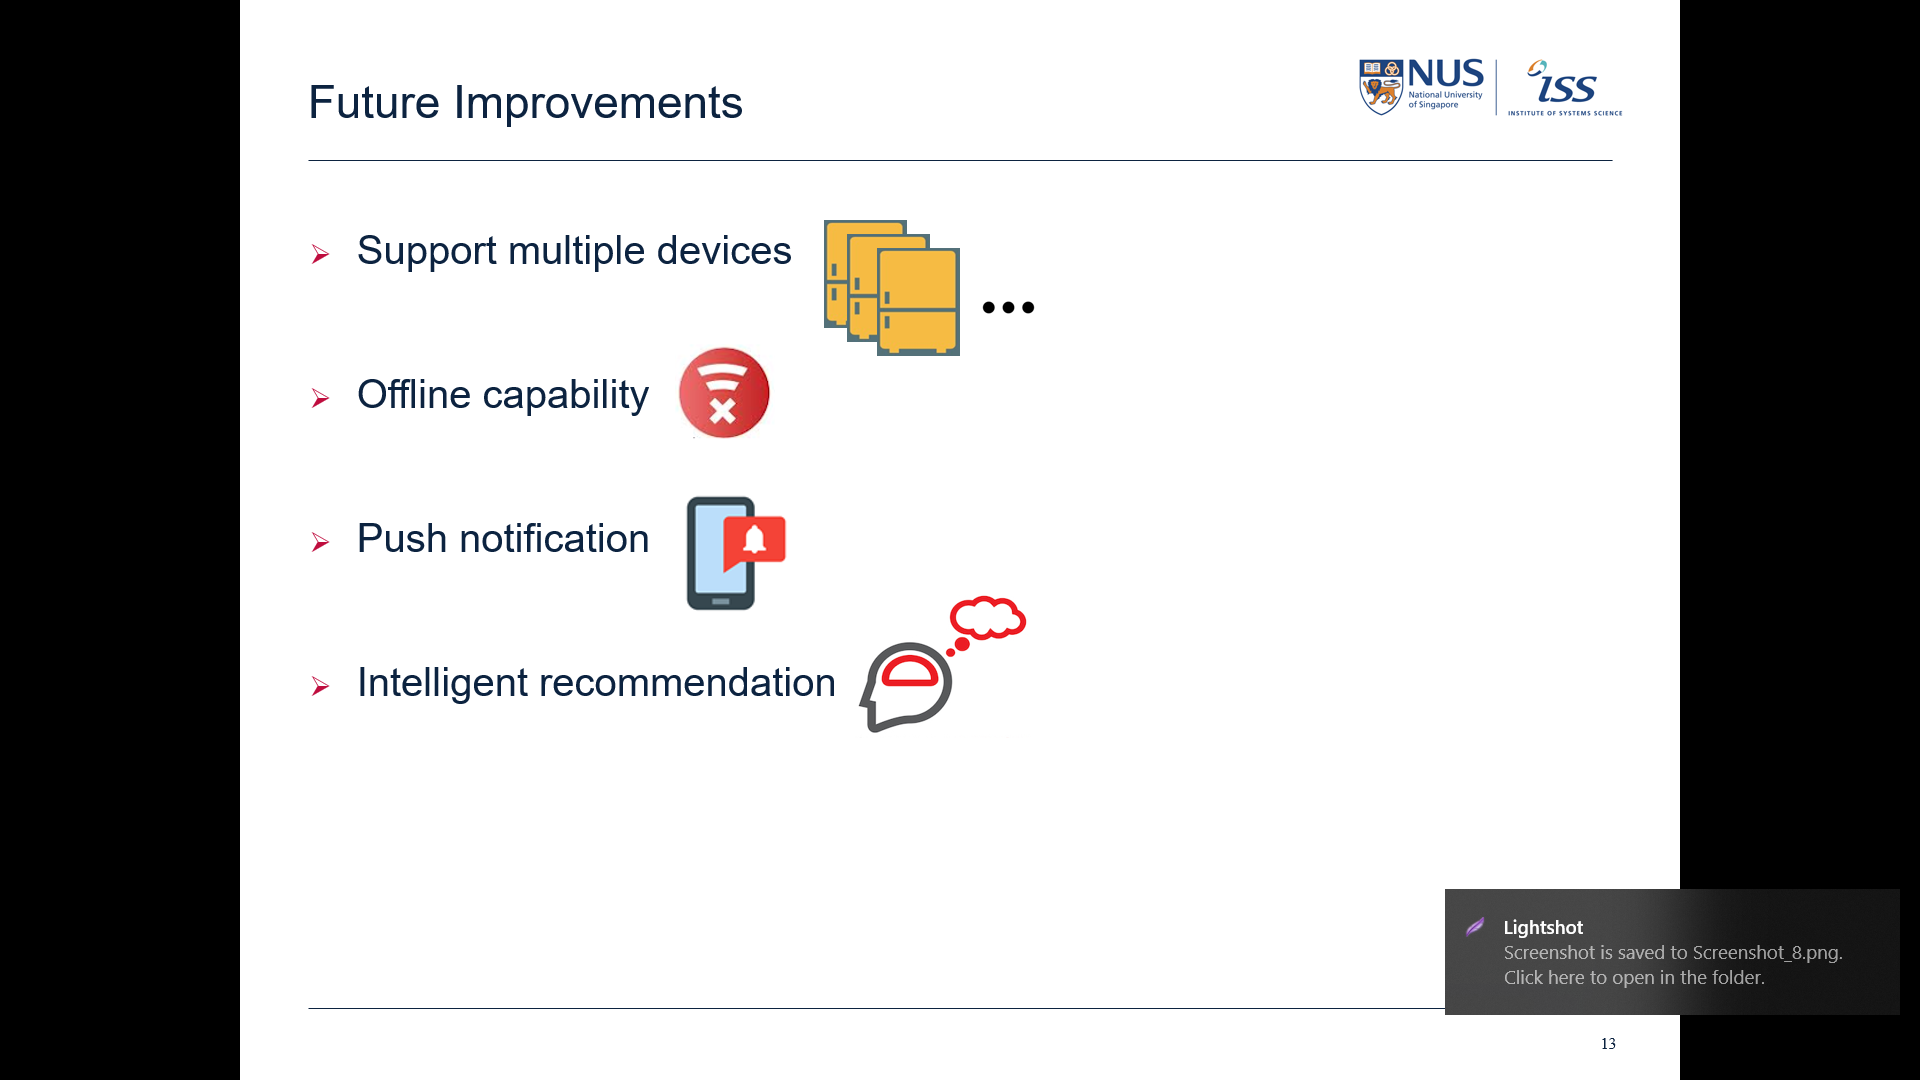 Future Improvements
NUS
National University
of Singapore
iss
INSTITUTE OF SYSTEMS SCIENCE
Support multiple devices
Offline capability
Push notification
Intelligent recommendation
Lightshot
Screenshot is saved to Screenshot_8.png.
Click here to open in the folder.
13